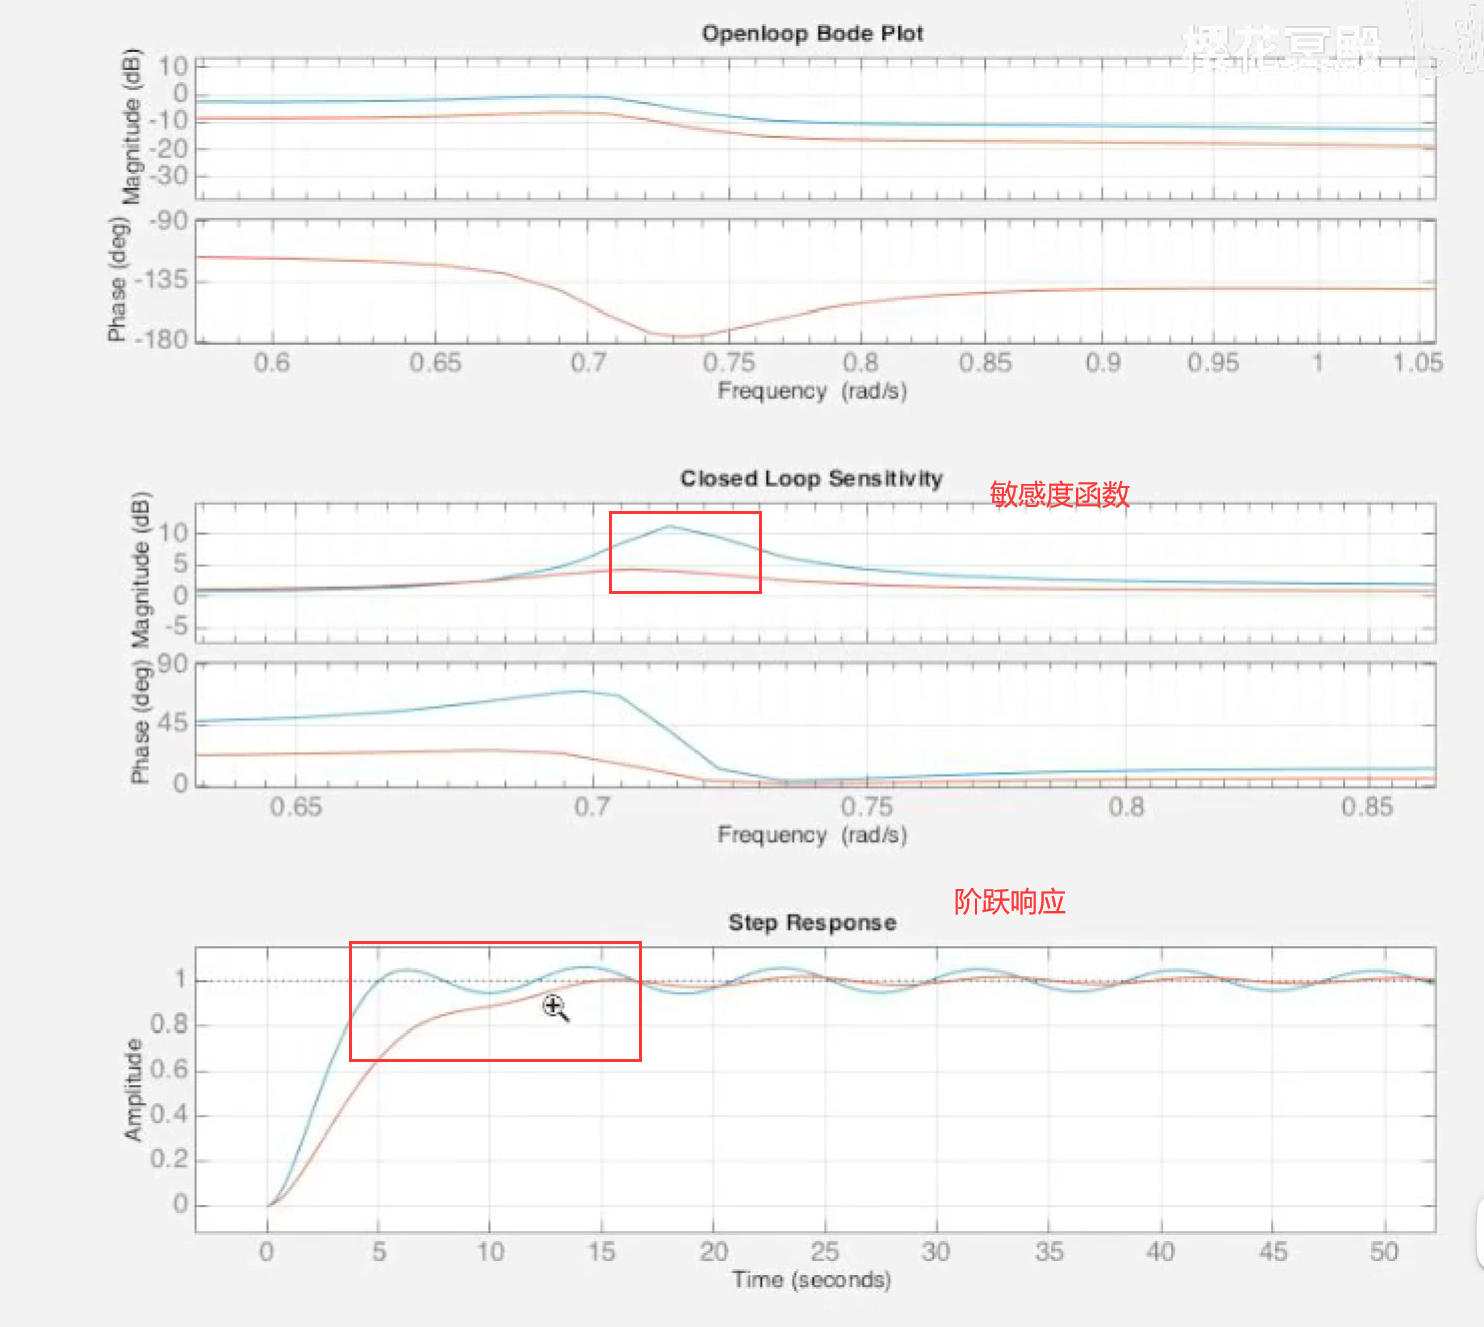 Openloop Bode Plot
樱花冥殿
Magnitude (dB)
10
0
-10
-20
-30
Phase (deg)
-90
-135
-180
0.6 0.65 0.7 0.75 0.8 0.85 0.9 0.95 1 1.05
Frequency (rad/s)
Closed Loop Sensitivity
敏感度函数
Magnitude (dB)
10
5
0
-5
Phase (deg)
90
45
0
0.65 0.7 0.75 0.8 0.85
Frequency (rad/s)
阶跃响应
Step Response
Amplitude
1
0.8
0.6
0.4
0.2
0
0 5 10 15 20 25 30 35 40 45 50
Time (seconds)